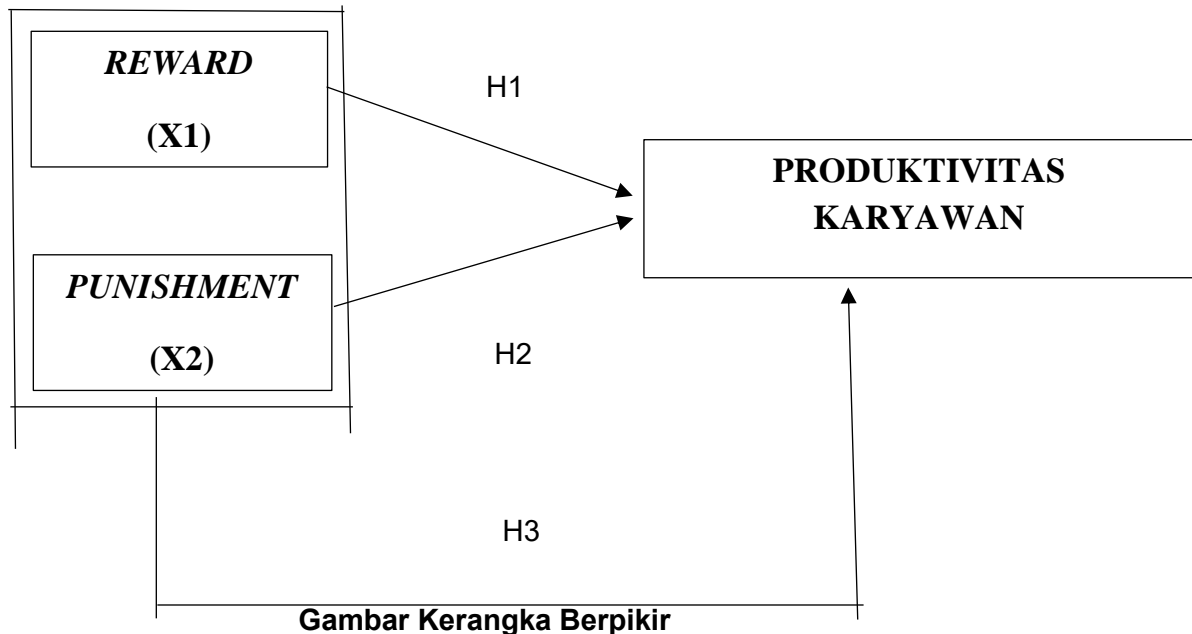 REWARD
(X1)
H1
PRODUKTIVITAS
KARYAWAN
PUNISHMENT
(X2)
H2
H3
Gambar Kerangka Berpikir